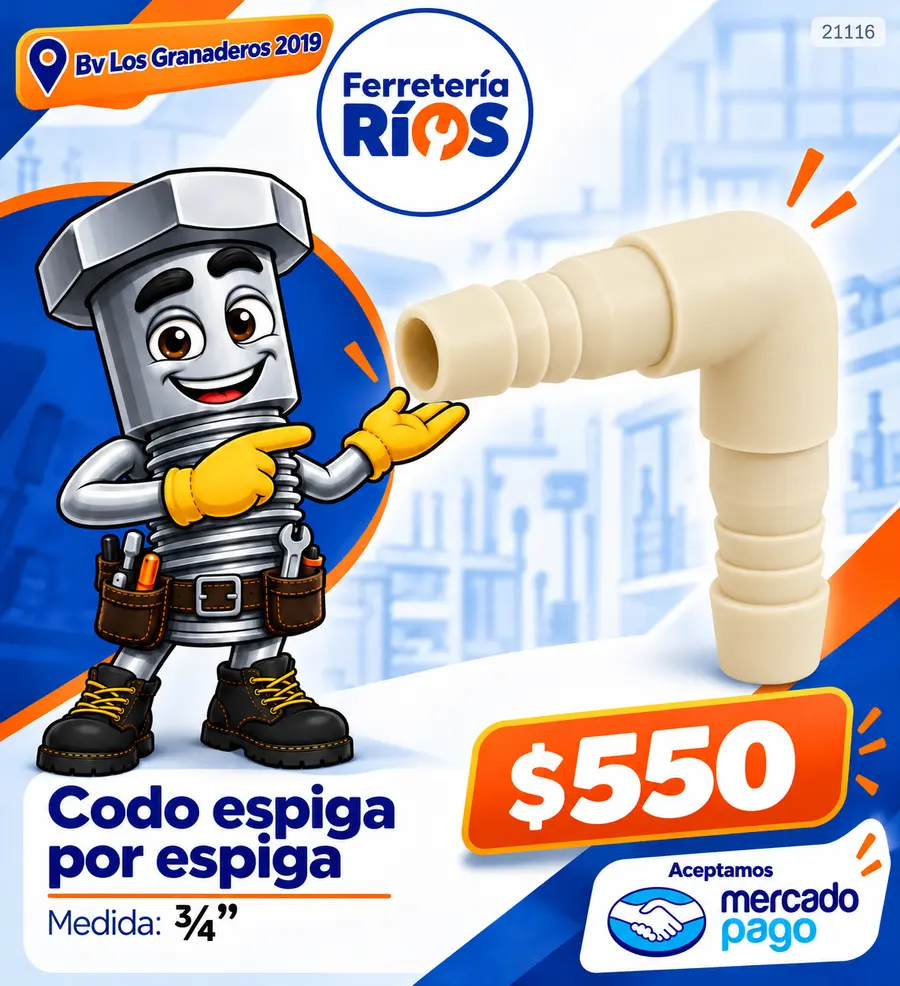 Bv Los Granaderos 2019
Ferretería
Ríos
21116
$550
Codo espiga
por espiga
Medida: 3/4”
Aceptamos
mercado
pago